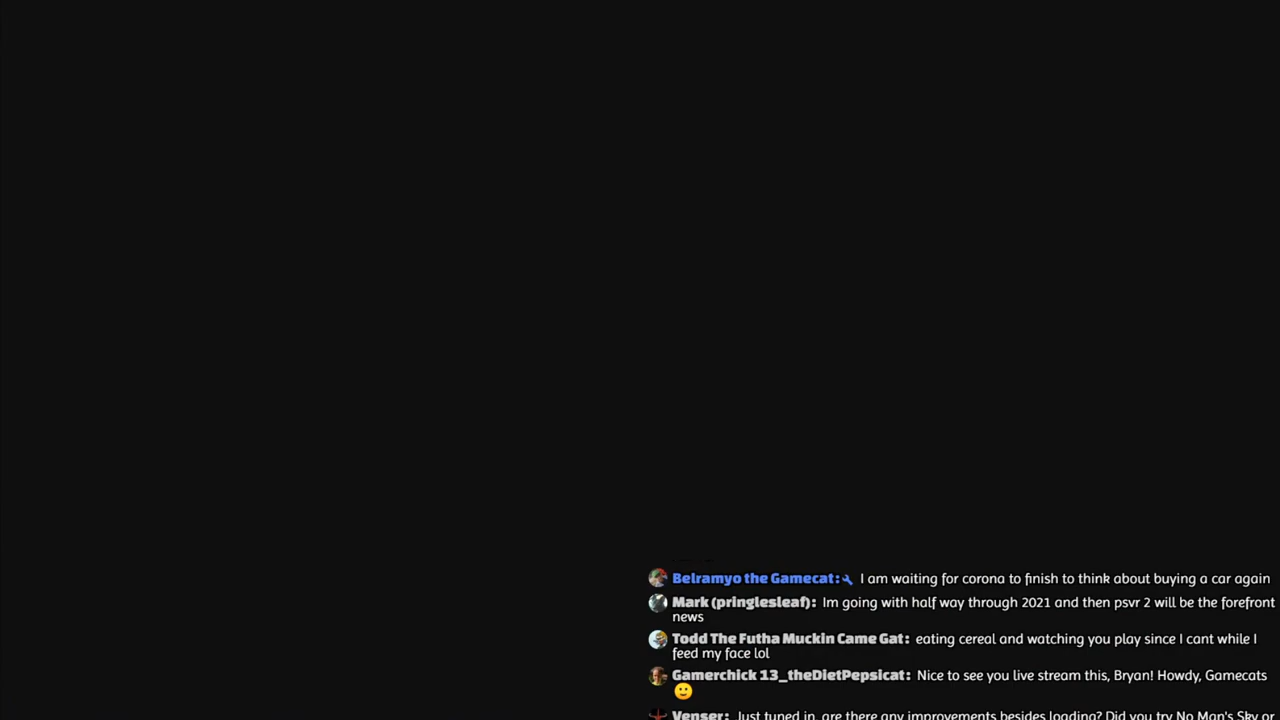 Belramyo the Gamecat: I am waiting for corona to finish to think about buying a car again
Mark (pringlesleaf): Im going with half way through 2021 and then psvr 2 will be the forefront
news
Todd The Futha Muckin Came Gat: eating cereal and watching you play since I cant while I
feed my face lol
Gamerchick 13_theDietPepsicat: Nice to see you live stream this, Bryan! Howdy, Gamecats
🙂
Venser: Just tuned in, are there any improvements besides loading? Did you try No Man's Sky or